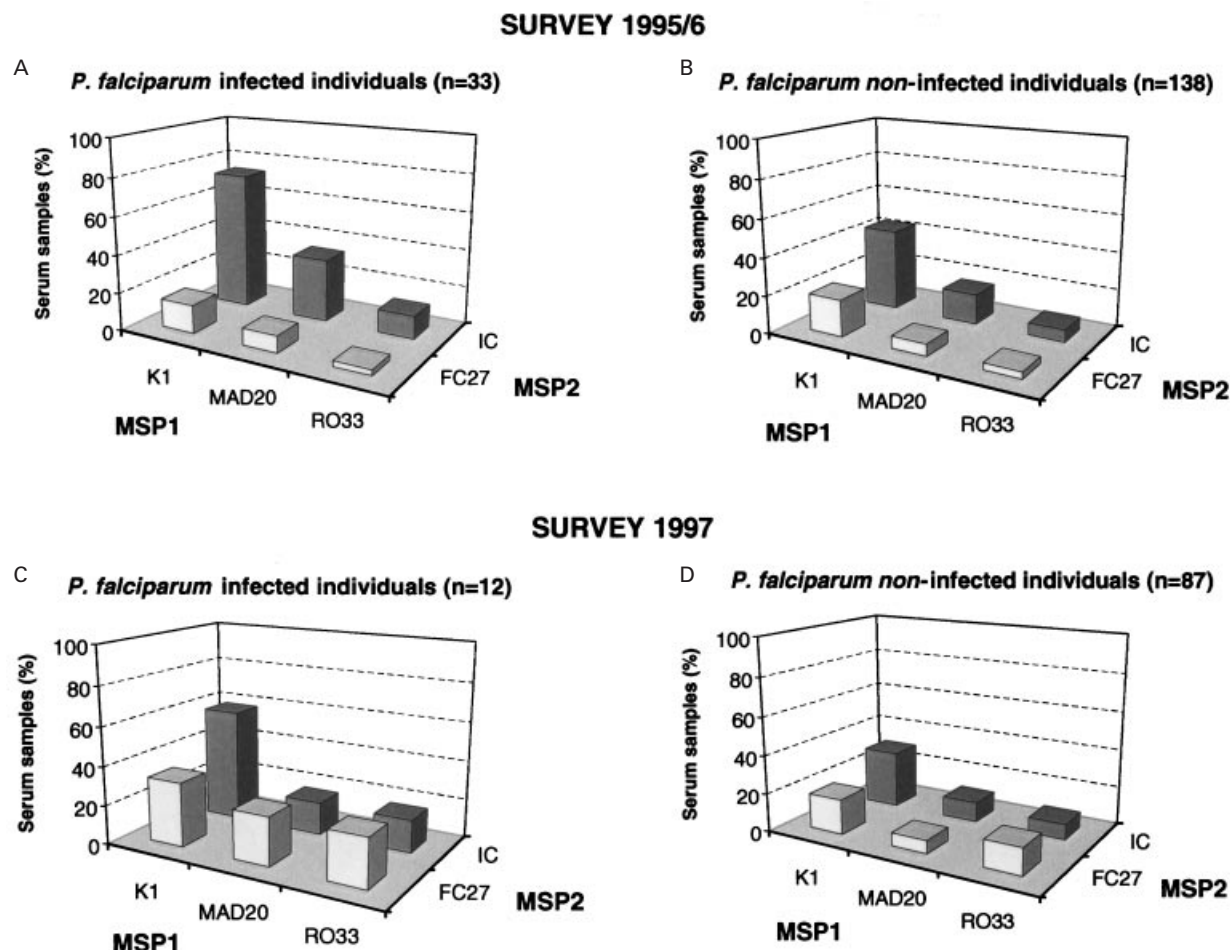 SURVEY 1995/6
A
P. falciparum infected individuals (n=33)
Serum samples (%)
100
80
60
40
20
0
K1
MAD20
RO33
MSP1
IC
FC27
MSP2
B
P. falciparum non-infected individuals (n=138)
Serum samples (%)
100
80
60
40
20
0
K1
MAD20
RO33
MSP1
IC
FC27
MSP2
SURVEY 1997
C
P. falciparum infected individuals (n=12)
Serum samples (%)
100
80
60
40
20
0
K1
MAD20
RO33
MSP1
IC
FC27
MSP2
D
P. falciparum non-infected individuals (n=87)
Serum samples (%)
100
80
60
40
20
0
K1
MAD20
RO33
MSP1
IC
FC27
MSP2